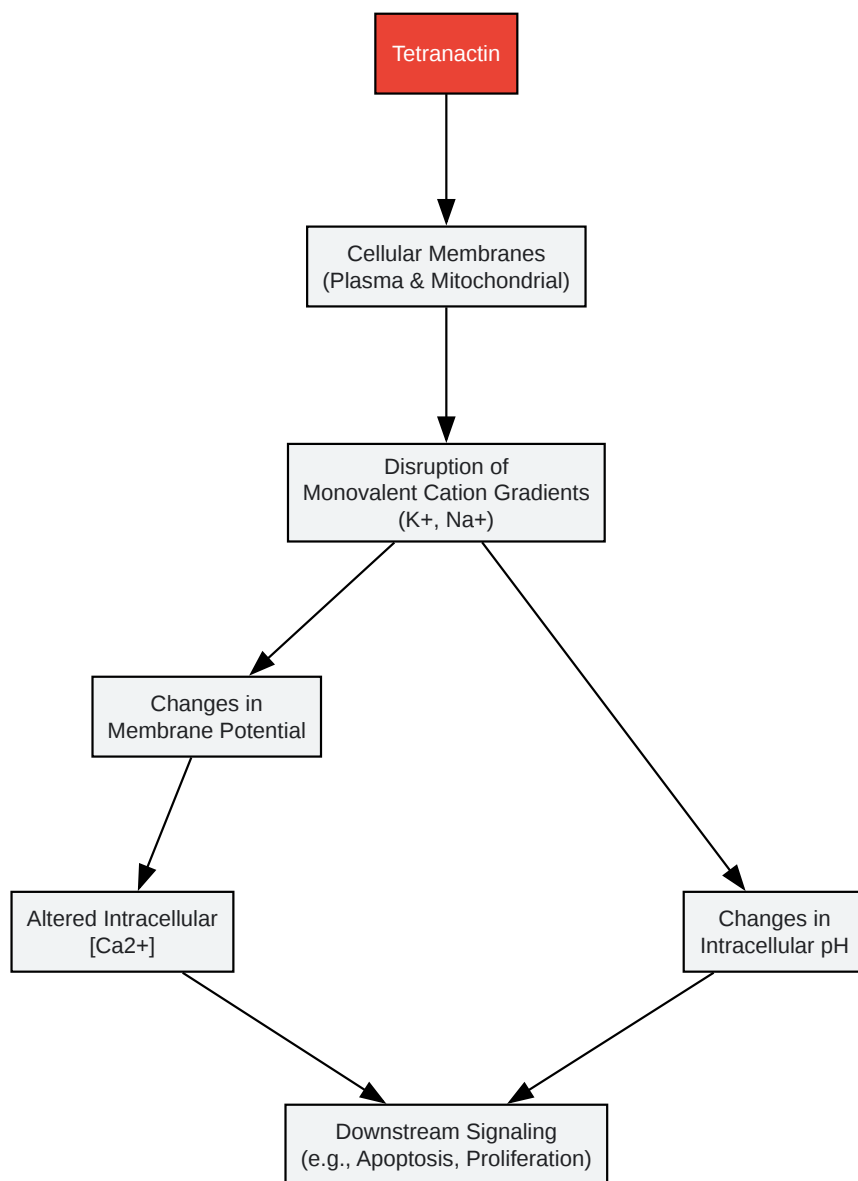 Tetranactin
Cellular Membranes
(Plasma & Mitochondrial)
Disruption of
Monovalent Cation Gradients
(K+, Na+)
Changes in
Membrane Potential
Altered Intracellular
[Ca2+]
Changes in
Intracellular pH
Downstream Signaling
(e.g., Apoptosis, Proliferation)